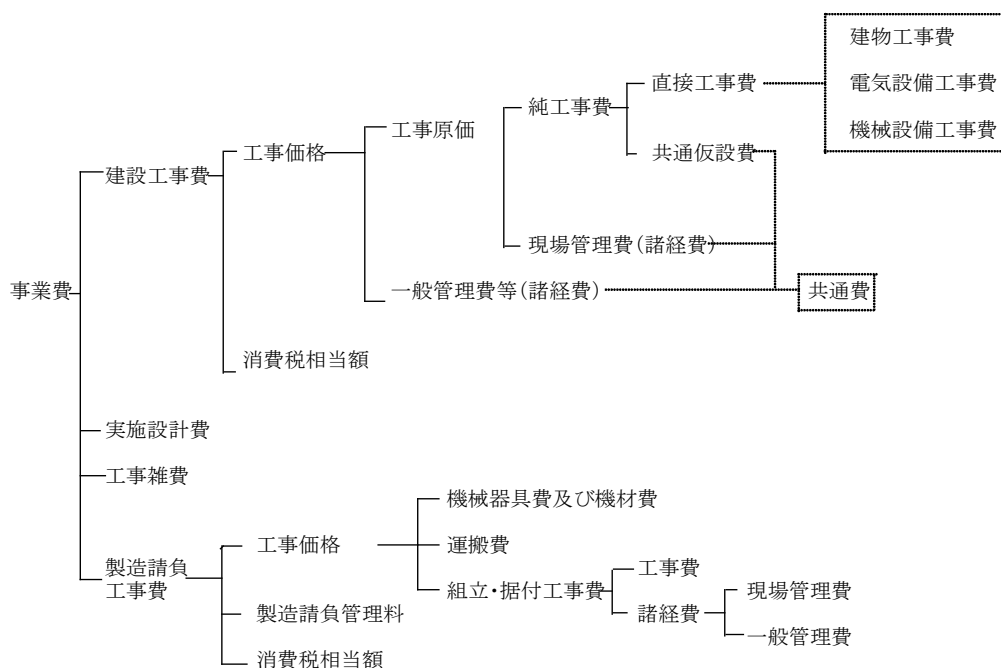 建物工事費
直接工事費
電気設備工事費
純工事費
工事原価
機械設備工事費
工事価格
共通仮設費
建設工事費
現場管理費(諸経費)
事業費
一般管理費等(諸経費)
共通費
消費税相当額
実施設計費
工事雑費
機械器具費及び機材費
工事価格
運搬費
製造請負
工事費
組立・据付工事費
工事費
諸経費
現場管理費
製造請負管理料
一般管理費
消費税相当額